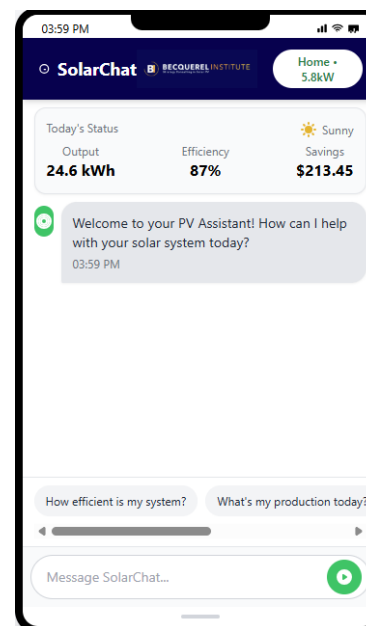 03:59 PM
SolarChat
BECQUEREL INSTITUTE
Home •
5.8kW
Today's Status
Sunny
Output
Efficiency
Savings
24.6 kWh
87%
$213.45
Welcome to your PV Assistant! How can I help
with your solar system today?
03:59 PM
How efficient is my system?
What's my production today?
Message SolarChat...